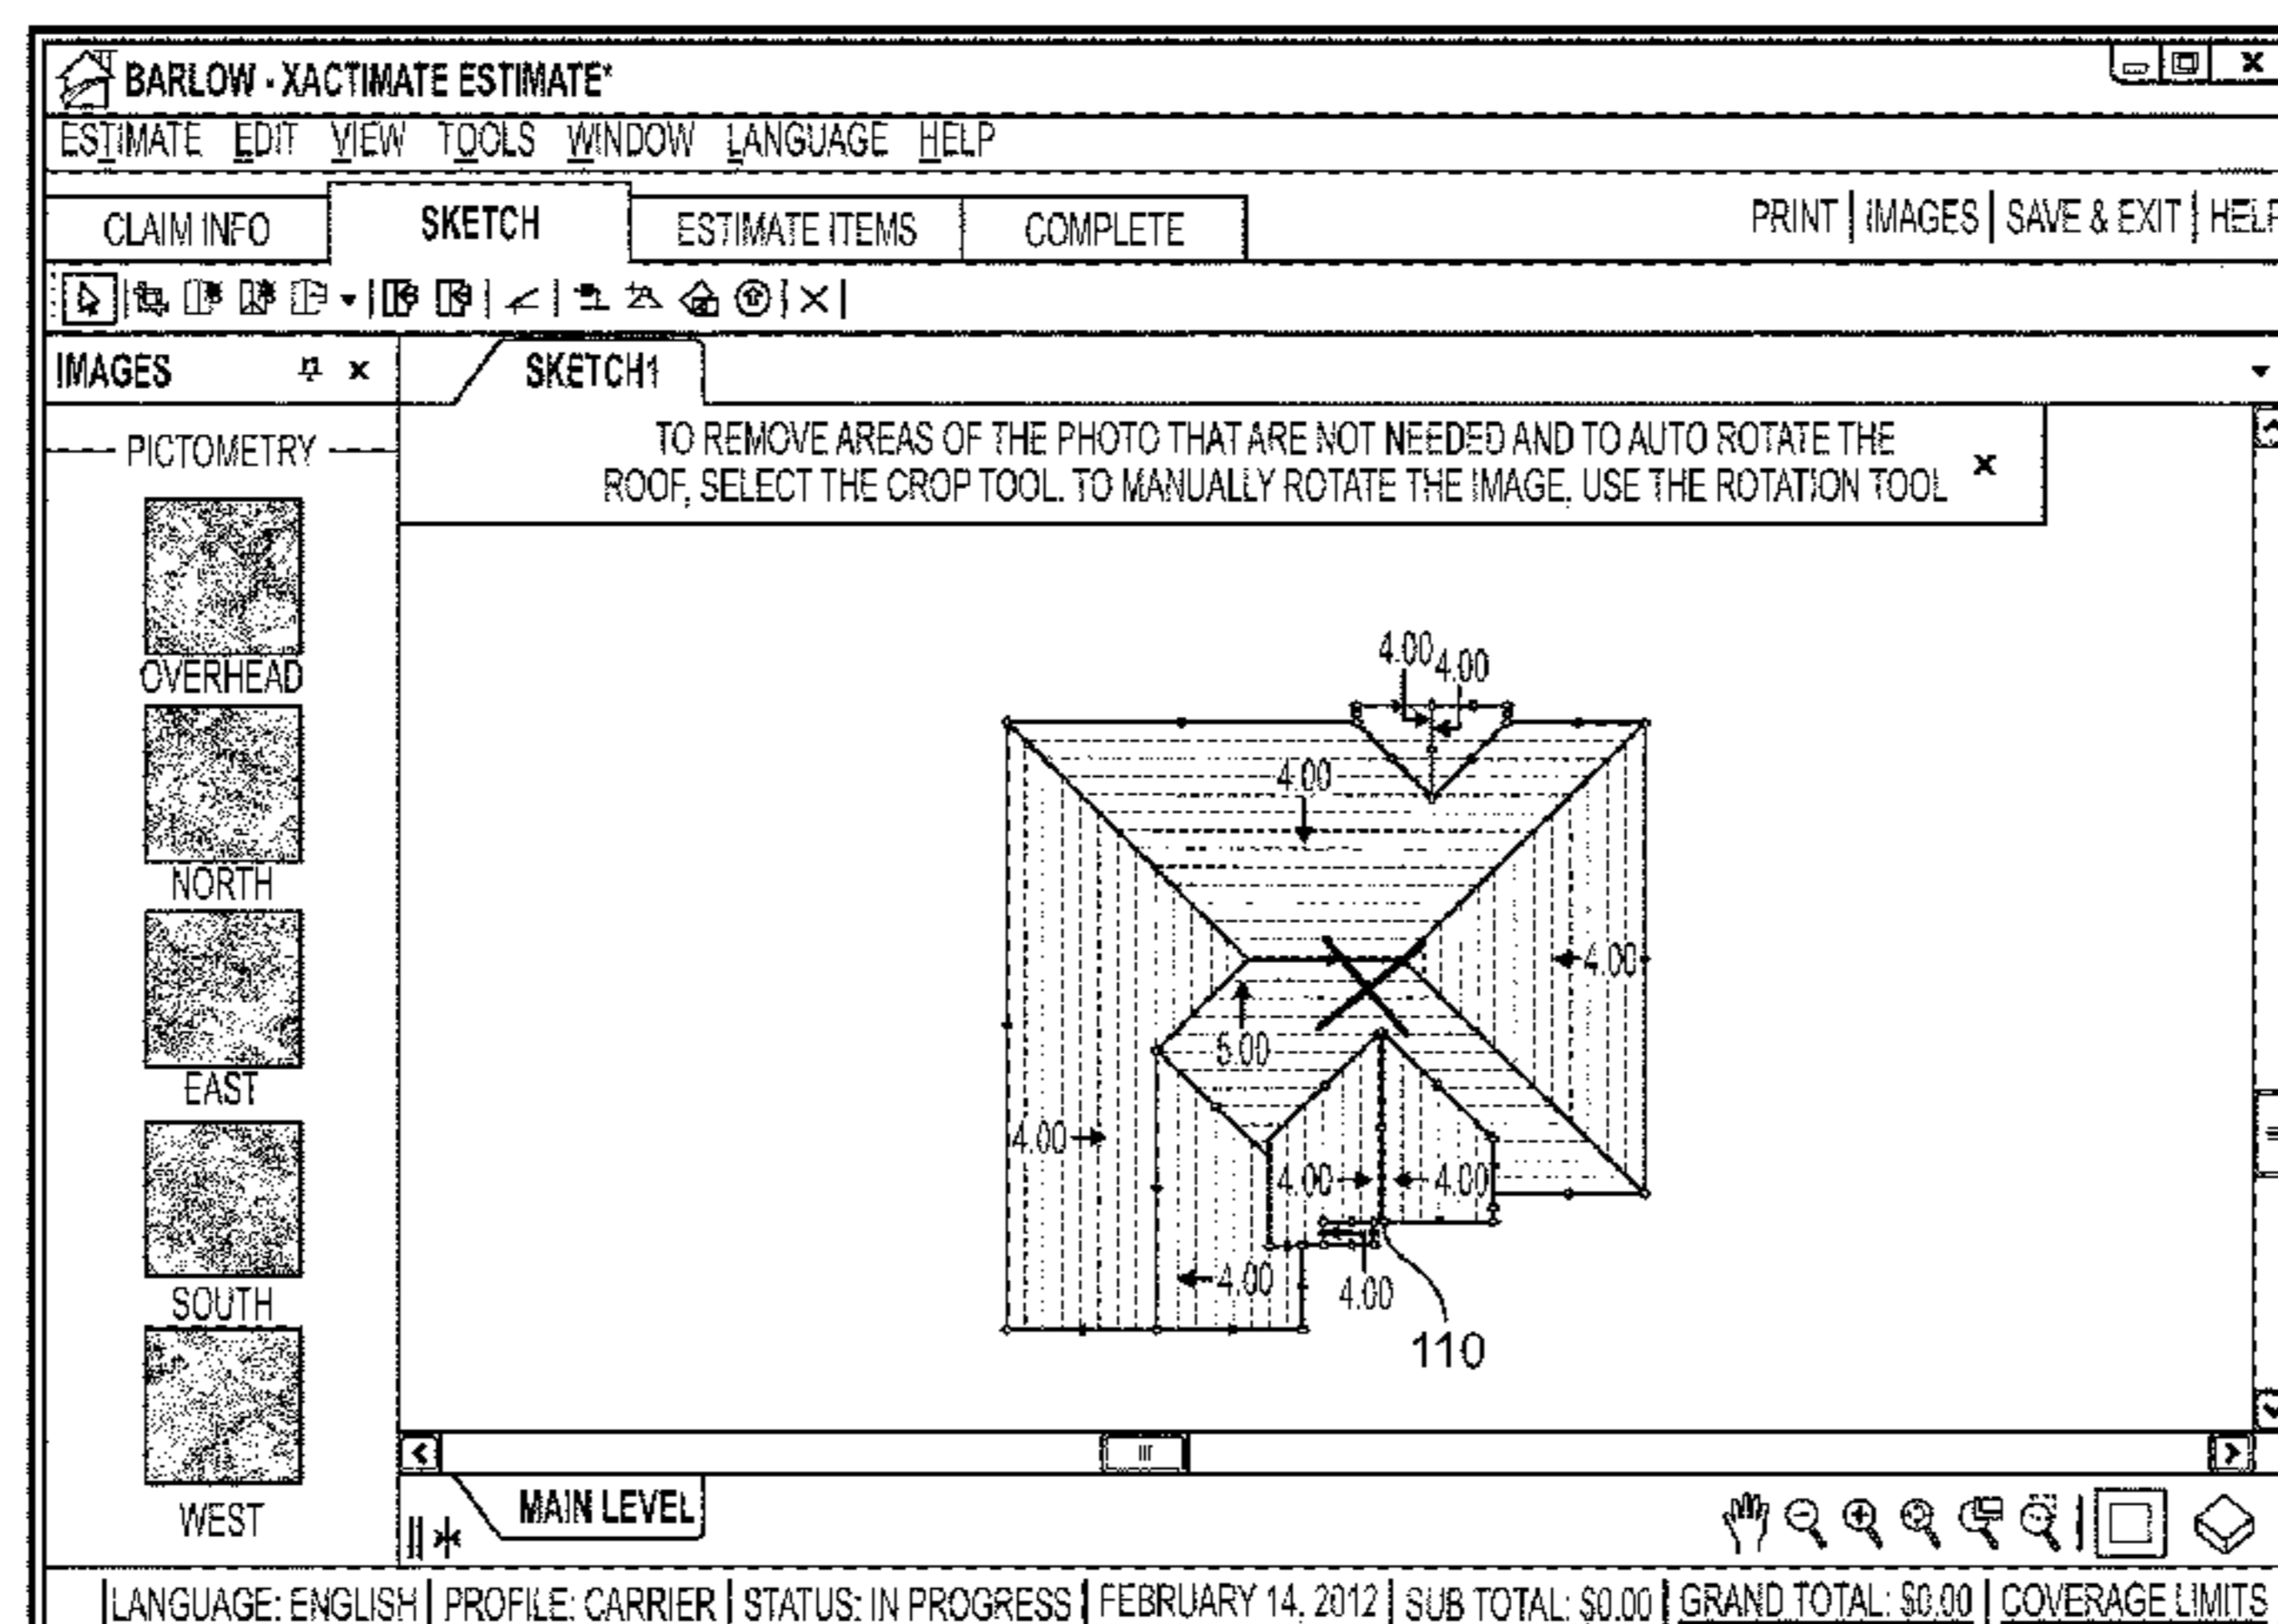 BARLOW - XACTIMATE ESTIMATE*
ESTIMATE EDIT VIEW TOOLS WINDOW LANGUAGE HELP
CLAIM INFO SKETCH ESTIMATE ITEMS COMPLETE PRINT | IMAGES | SAVE & EXIT | HELP
IMAGES x SKETCH1
PICTOMETRY
TO REMOVE AREAS OF THE PHOTO THAT ARE NOT NEEDED AND TO AUTO ROTATE THE
ROOF, SELECT THE CROP TOOL. TO MANUALLY ROTATE THE IMAGE, USE THE ROTATION TOOL x
OVERHEAD
NORTH
EAST
SOUTH
WEST
4.00 4.00
4.00
4.00
5.00
4.00
4.00 4.00
4.00
4.00
110
MAIN LEVEL
LANGUAGE: ENGLISH | PROFILE: CARRIER | STATUS: IN PROGRESS | FEBRUARY 14, 2012 | SUB TOTAL: $0.00 | GRAND TOTAL: $0.00 | COVERAGE LIMITS